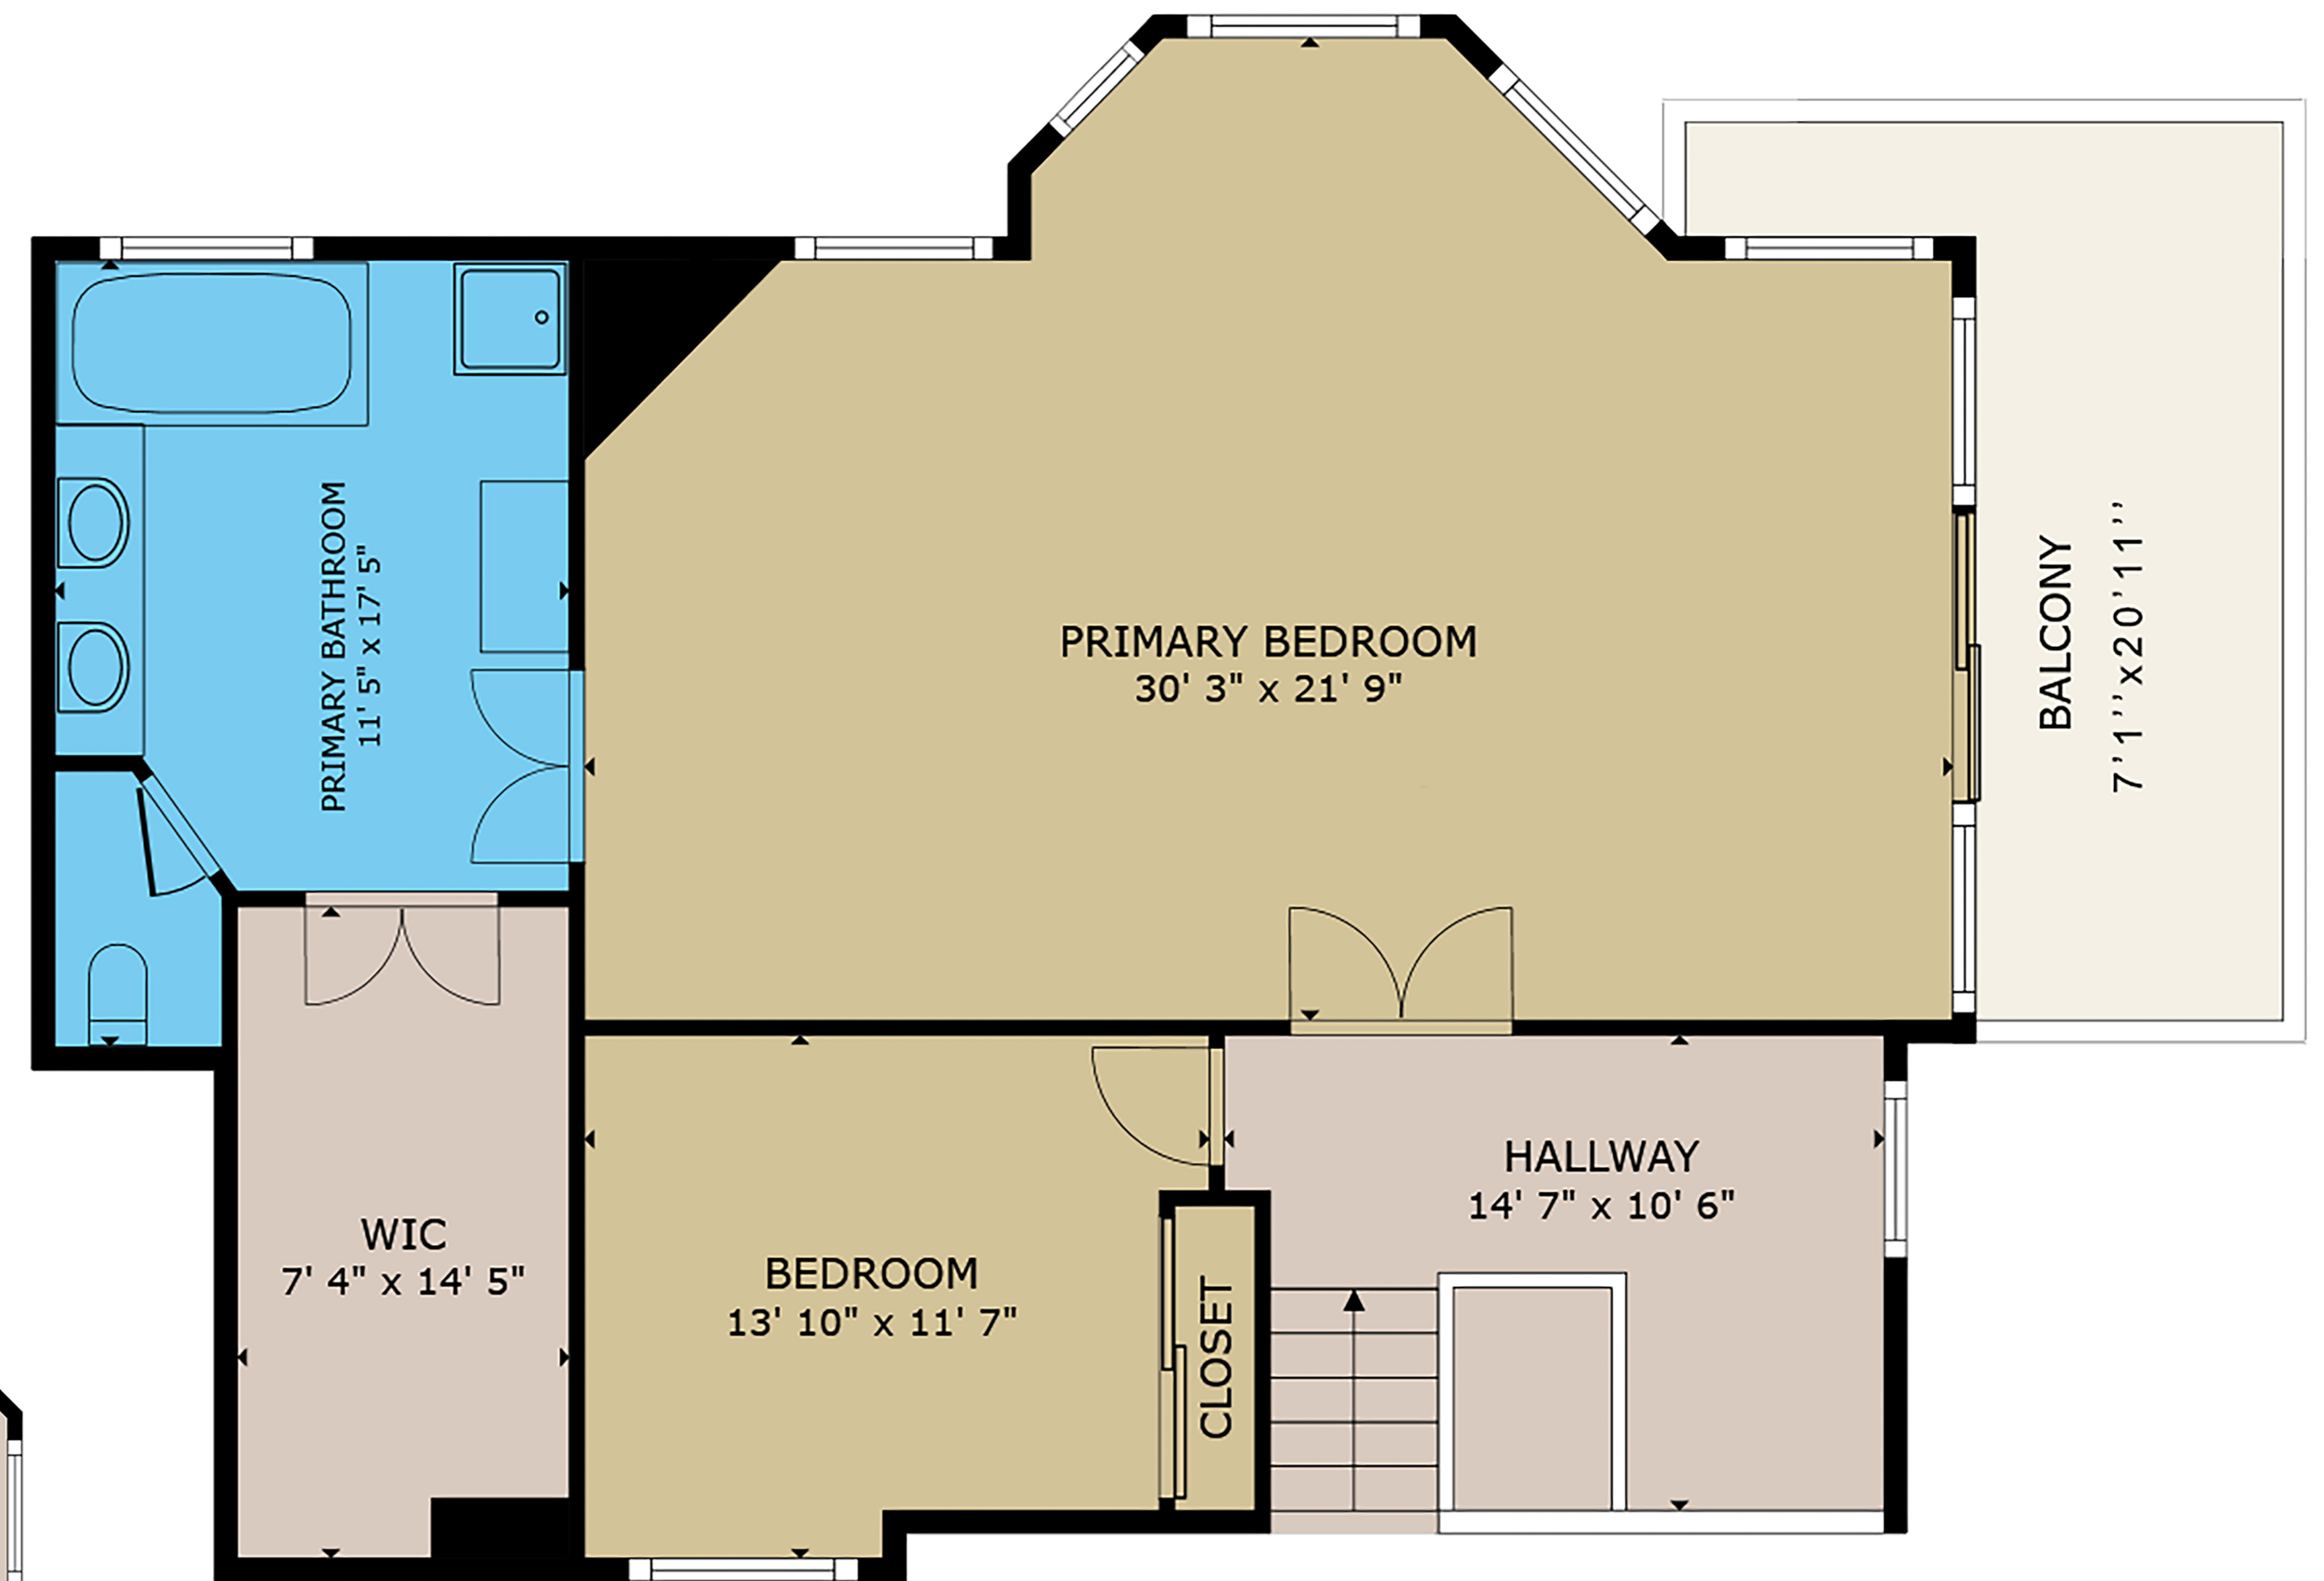 PRIMARY BATHROOM
11' 5" x 17' 5"
PRIMARY BEDROOM
30' 3" x 21' 9"
BALCONY
7'1''x20'11''
WIC
7' 4" x 14' 5"
BEDROOM
13' 10" x 11' 7"
CLOSET
HALLWAY
14' 7" x 10' 6"